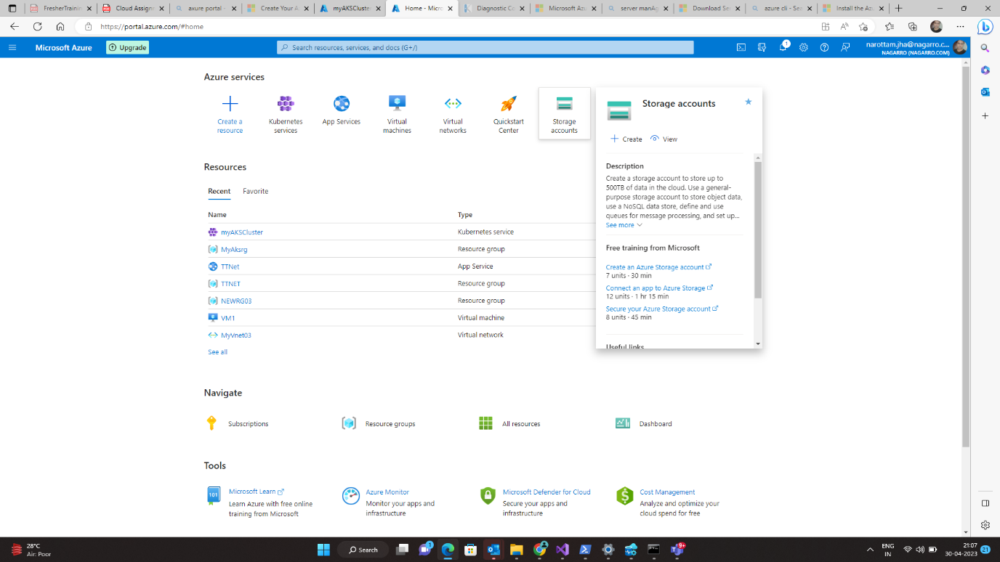 FresherTrainin
Cloud Assignm
axure portal -
Create Your A
myAKSCluster
Home - Micro
Diagnostic Co
Microsoft Azu
server manAg
Download Ser
azure cli - Sea
Install the Az
https://portal.azure.com/#home
Microsoft Azure
Upgrade
Search resources, services, and docs (G+/)
1
narottam.jha@nagarro.c...
NAGARRO (NAGARRO.COM)
Azure services
Create a
resource
Kubernetes
services
App Services
Virtual
machines
Virtual
networks
Quickstart
Center
Storage
accounts
Storage accounts
Create
View
Description
Create a storage account to store up to
500TB of data in the cloud. Use a general-
purpose storage account to store object data,
use a NoSQL data store, define and use
queues for message processing, and set up...
See more
Free training from Microsoft
Create an Azure Storage account
7 units · 30 min
Connect an app to Azure Storage
12 units · 1 hr 15 min
Secure your Azure Storage account
8 units · 45 min
Useful links
Resources
Recent
Favorite
Name
Type
myAKSCluster
Kubernetes service
MyAksrg
Resource group
TTNet
App Service
TTNET
Resource group
NEWRG03
Resource group
VM1
Virtual machine
MyVnet03
Virtual network
See all
Navigate
Subscriptions
Resource groups
All resources
Dashboard
Tools
101
Microsoft Learn
Learn Azure with free online
training from Microsoft
Azure Monitor
Monitor your apps and
infrastructure
Microsoft Defender for Cloud
Secure your apps and
infrastructure
Cost Management
Analyze and optimize your
cloud spend for free
28°C
Air: Poor
Search
1
9+
ENG
IN
21:07
30-04-2023
21